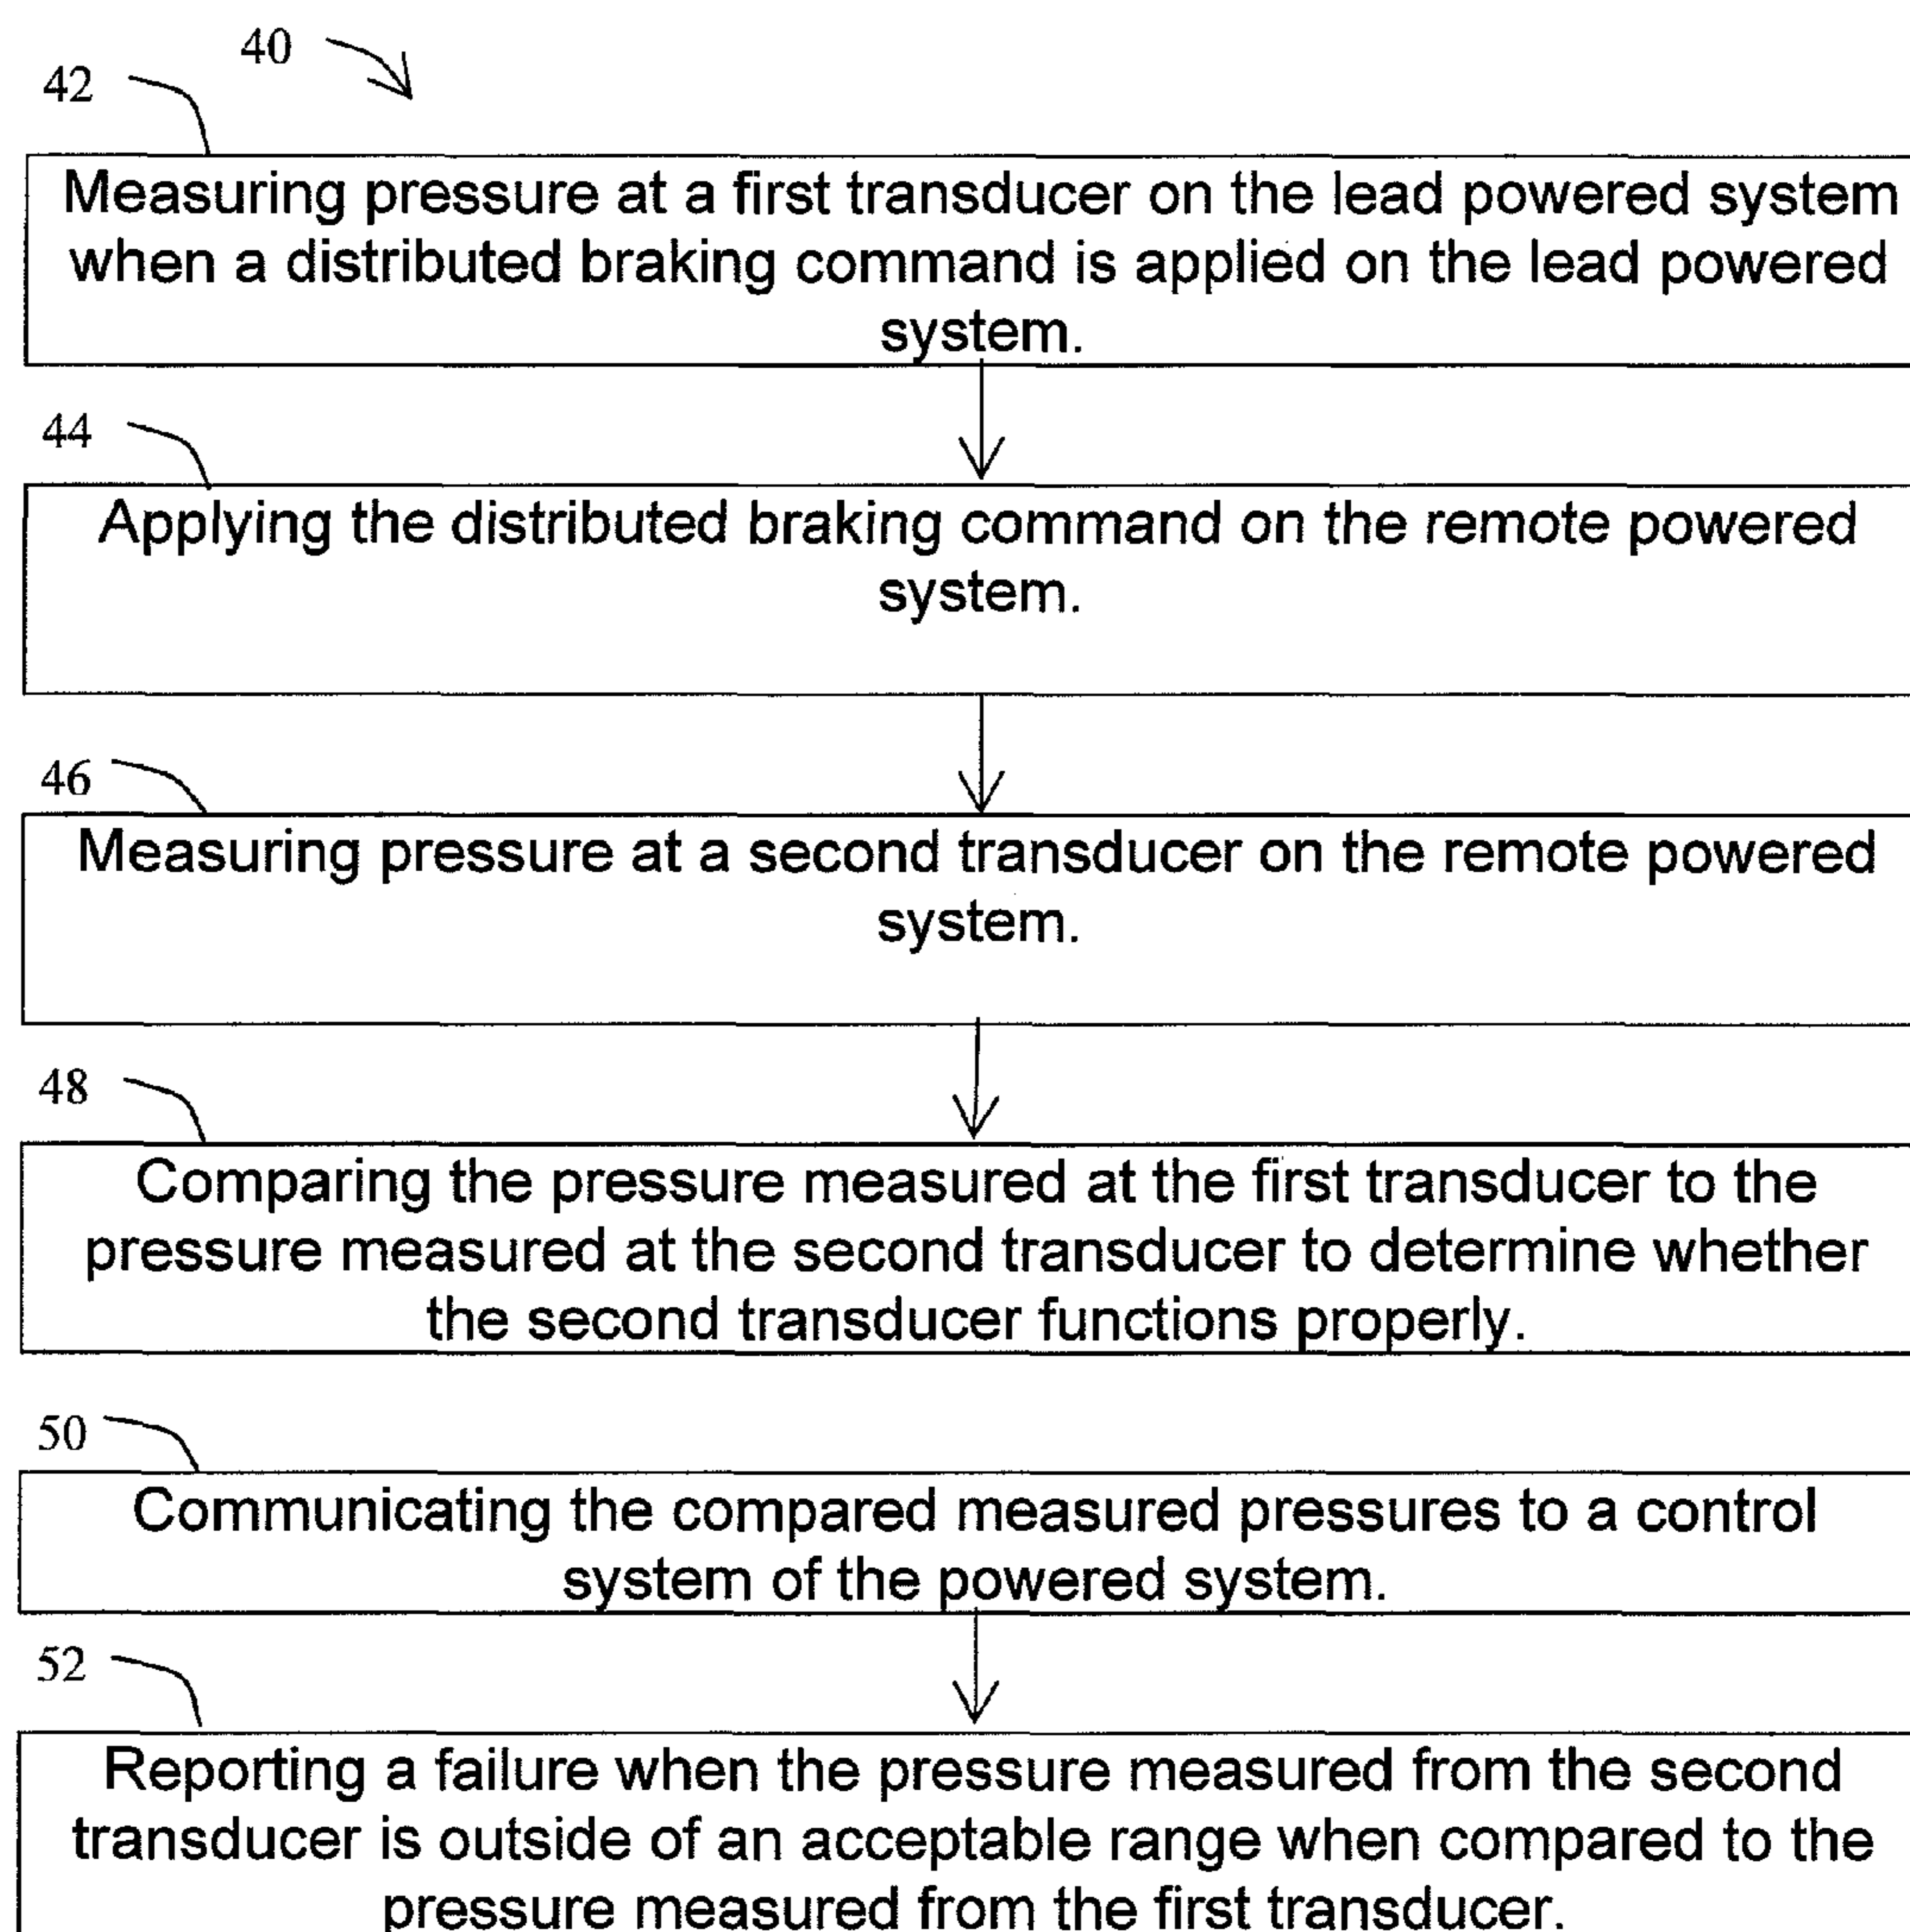 40
42
Measuring pressure at a first transducer on the lead powered system
when a distributed braking command is applied on the lead powered
system.
44
Applying the distributed braking command on the remote powered
system.
46
Measuring pressure at a second transducer on the remote powered
system.
48
Comparing the pressure measured at the first transducer to the
pressure measured at the second transducer to determine whether
the second transducer functions properly.
50
Communicating the compared measured pressures to a control
system of the powered system.
52
Reporting a failure when the pressure measured from the second
transducer is outside of an acceptable range when compared to the
pressure measured from the first transducer.